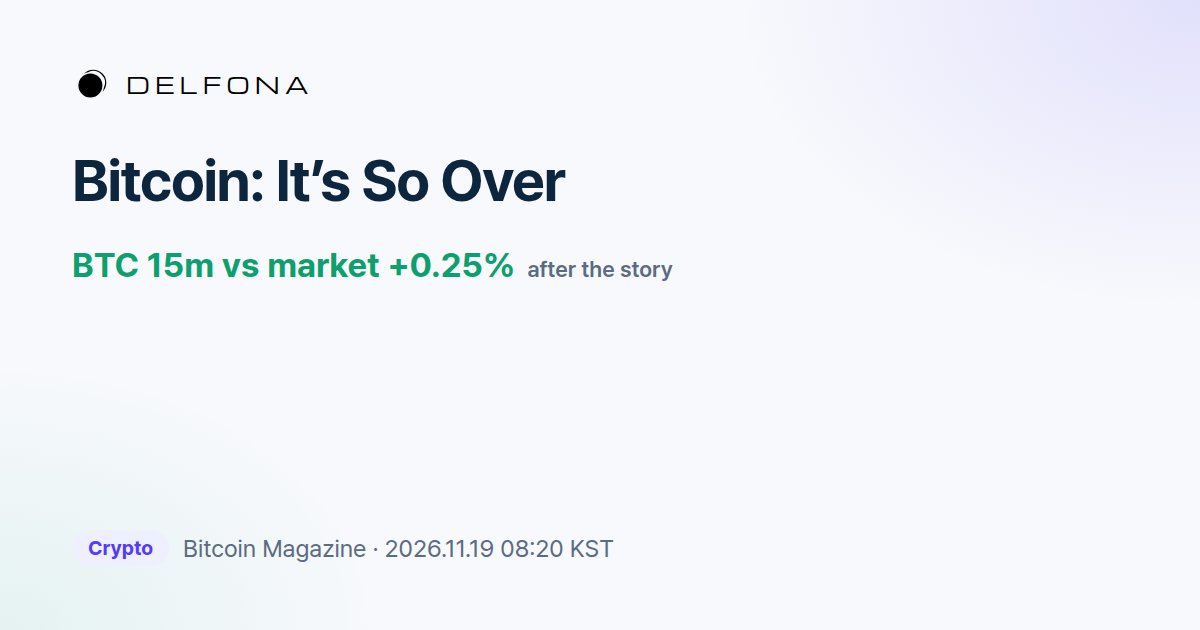 DELFONA
Bitcoin: It’s So Over
BTC 15m vs market +0.25% after the story
Crypto Bitcoin Magazine · 2026.11.19 08:20 KST